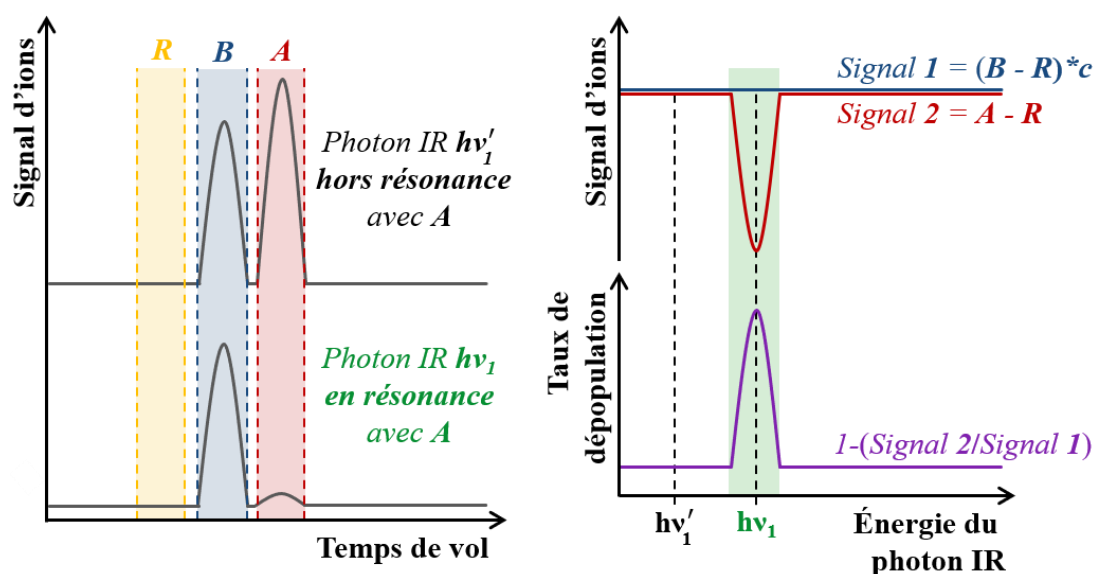 Signal d'ions
R
B
A
Photon IR hν′₁
hors résonance
avec A
Photon IR hν₁
en résonance
avec A
Temps de vol
Signal d'ions
Signal 1 = (B - R)*c
Signal 2 = A - R
Taux de
dépopulation
1-(Signal 2/Signal 1)
hν′₁
hν₁
Énergie du
photon IR